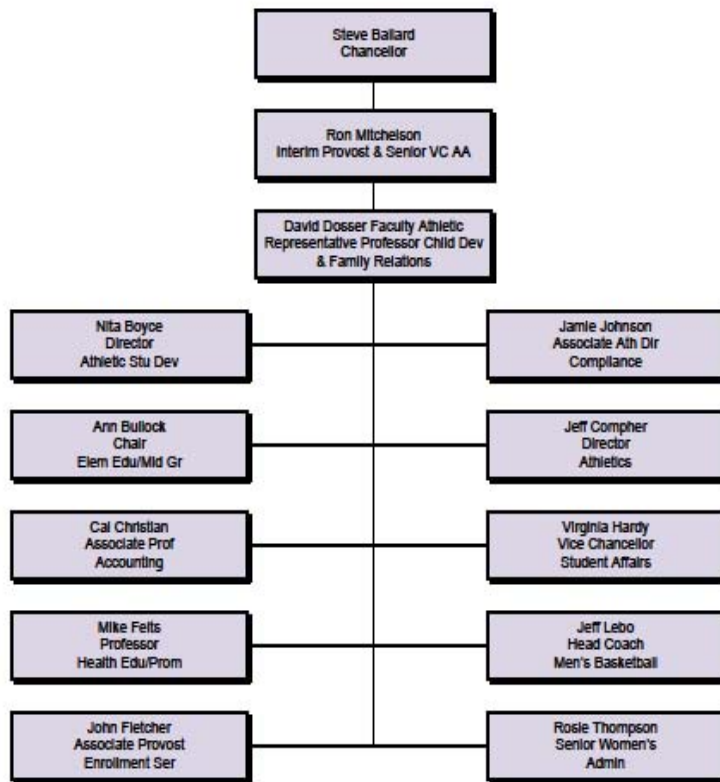 Steve Ballard
Chancellor
Ron Mitchelson
Interim Provost & Senior VC AA
David Dosser Faculty Athletic
Representative Professor Child Dev
& Family Relations
Nita Boyce
Director
Athletic Stu Dev
Jamie Johnson
Associate Ath Dir
Compliance
Ann Bullock
Chair
Elem Edu/Mid Gr
Jeff Compher
Director
Athletics
Cal Christian
Associate Prof
Accounting
Virginia Hardy
Vice Chancellor
Student Affairs
Mike Felts
Professor
Health Edu/Prom
Jeff Lebo
Head Coach
Men's Basketball
John Fletcher
Associate Provost
Enrollment Ser
Rosie Thompson
Senior Women's
Admin